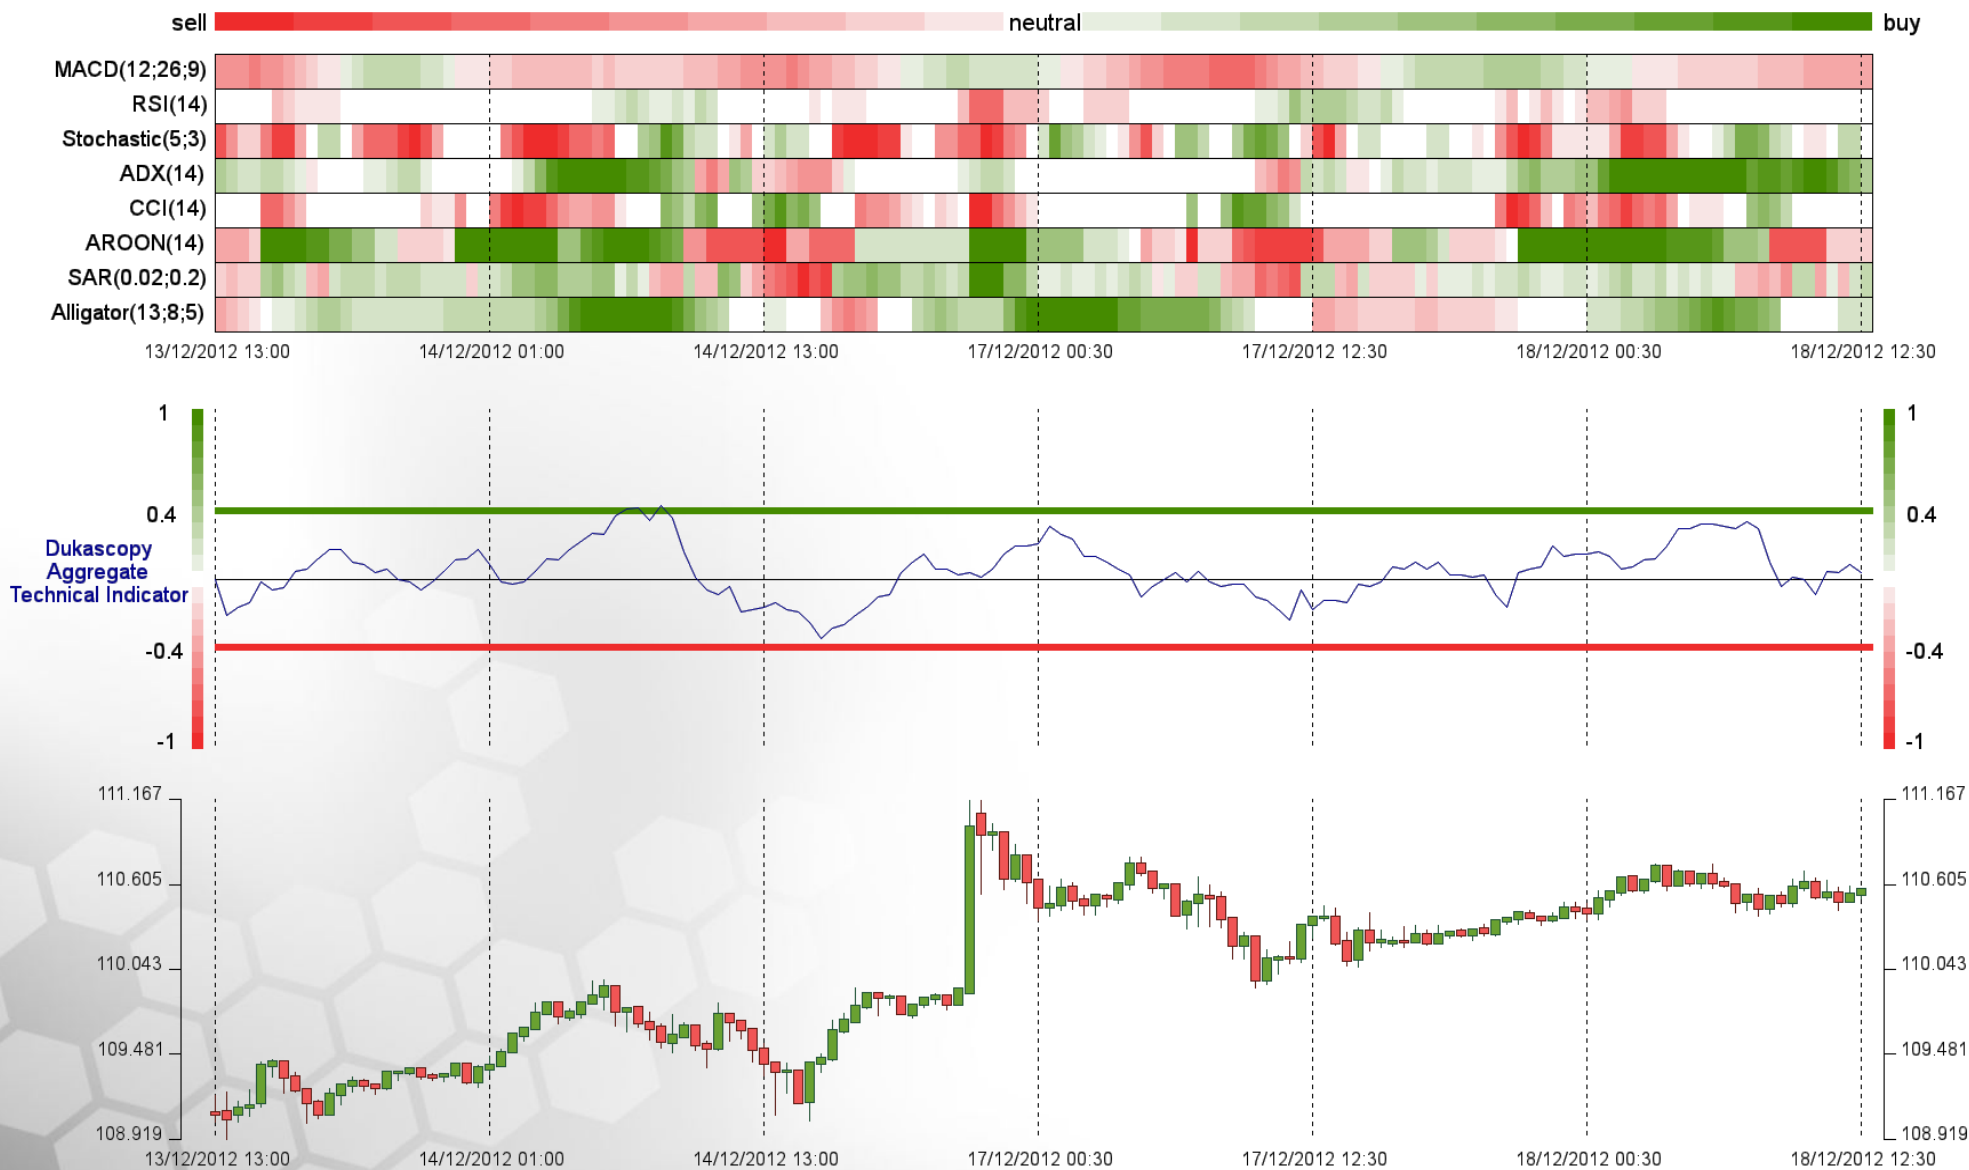 sell neutral buy
MACD(12;26;9)
RSI(14)
Stochastic(5;3)
ADX(14)
CCI(14)
AROON(14)
SAR(0.02;0.2)
Alligator(13;8;5)
13/12/2012 13:00 14/12/2012 01:00 14/12/2012 13:00 17/12/2012 00:30 17/12/2012 12:30 18/12/2012 00:30 18/12/2012 12:30
1 1
0.4 0.4
Dukascopy
Aggregate
Technical Indicator
-0.4 -0.4
-1 -1
111.167 111.167
110.605 110.605
110.043 110.043
109.481 109.481
108.919 108.919
13/12/2012 13:00 14/12/2012 01:00 14/12/2012 13:00 17/12/2012 00:30 17/12/2012 12:30 18/12/2012 00:30 18/12/2012 12:30